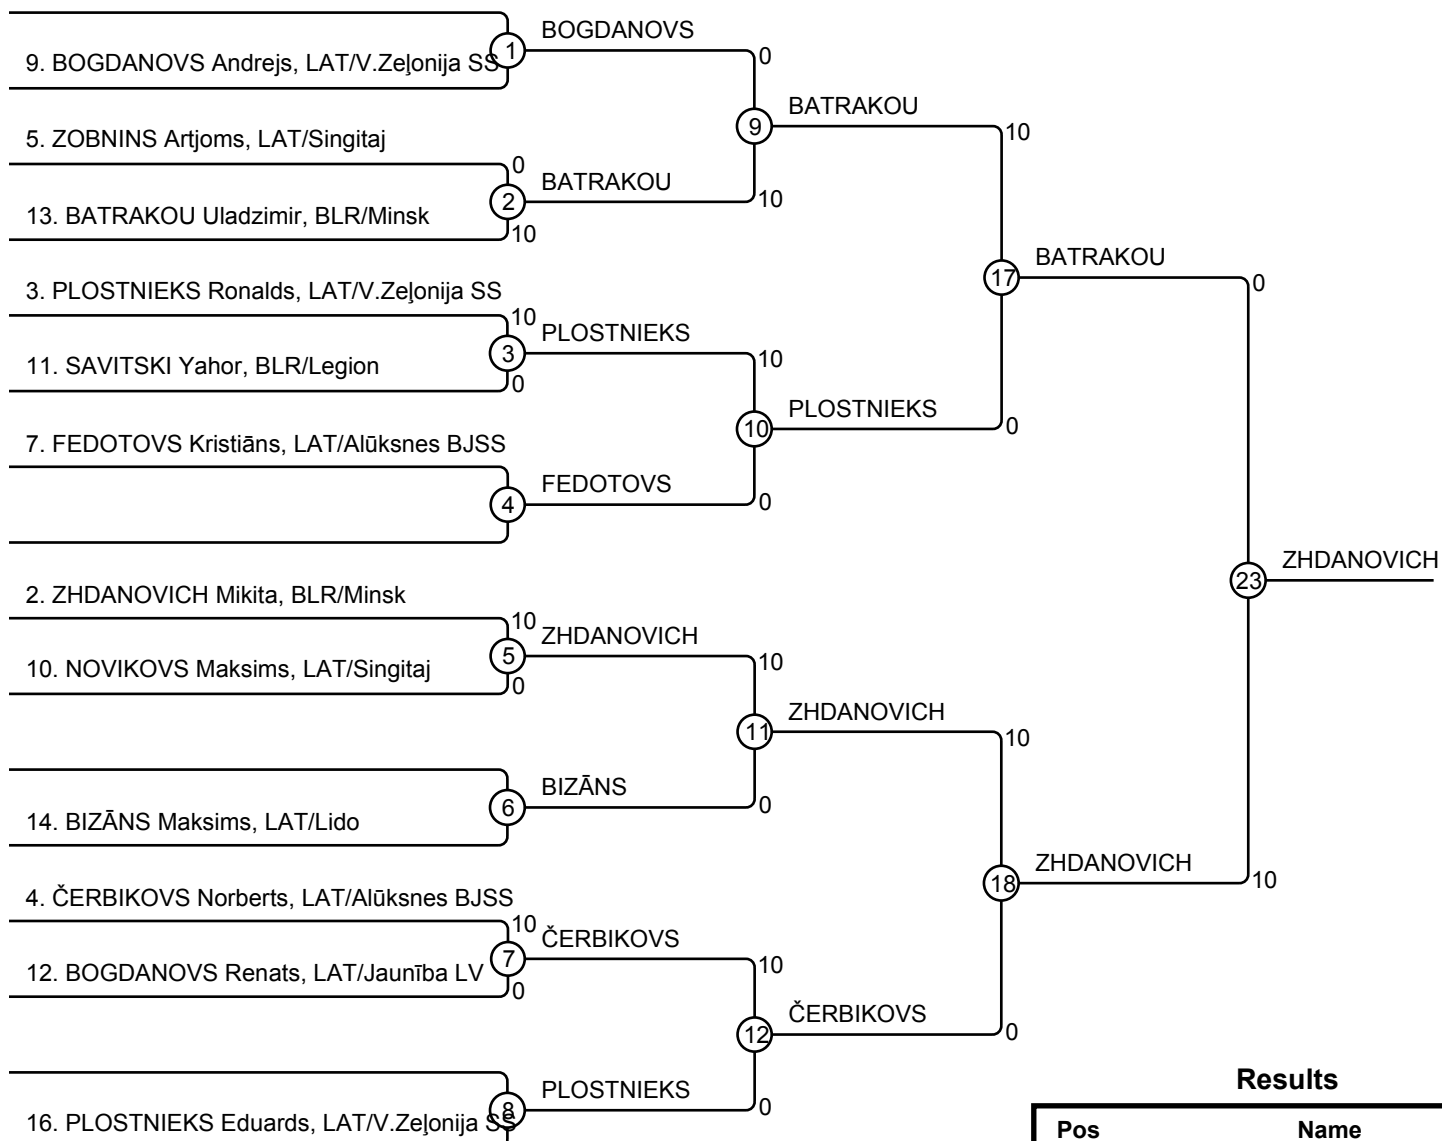 BOGDANOVS
9. BOGDANOVS Andrejs, LAT/V.Zeļonija SS
1
0
5. ZOBNINS Artjoms, LAT/Singitaj
9
BATRAKOU
10
0
2
BATRAKOU
10
13. BATRAKOU Uladzimir, BLR/Minsk
10
3. PLOSTNIEKS Ronalds, LAT/V.Zeļonija SS
17
BATRAKOU
0
10
3
PLOSTNIEKS
10
11. SAVITSKI Yahor, BLR/Legion
0
10
PLOSTNIEKS
0
7. FEDOTOVS Kristiāns, LAT/Alūksnes BJSS
4
FEDOTOVS
0
23
ZHDANOVICH
2. ZHDANOVICH Mikita, BLR/Minsk
10
5
ZHDANOVICH
10
10. NOVIKOVS Maksims, LAT/Singitaj
0
11
ZHDANOVICH
10
6
BIZĀNS
0
14. BIZĀNS Maksims, LAT/Lido
18
ZHDANOVICH
10
4. ČERBIKOVS Norberts, LAT/Alūksnes BJSS
10
7
ČERBIKOVS
10
12. BOGDANOVS Renats, LAT/Jaunība LV
0
12
ČERBIKOVS
0
8
PLOSTNIEKS
0
16. PLOSTNIEKS Eduards, LAT/V.Zeļonija SS
Results
Pos Name